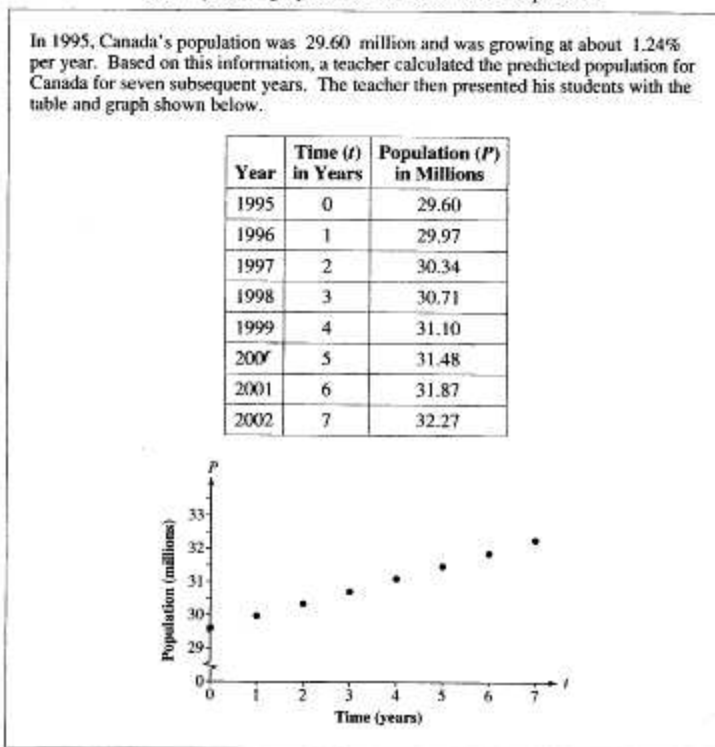 In 1995, Canada's population was 29.60 million and was growing at about 1.24%
per year. Based on this information, a teacher calculated the predicted population for
Canada for seven subsequent years. The teacher then presented his students with the
table and graph shown below.
Time (t) Population (P)
Year in Years in Millions
1995 0 29.60
1996 1 29.97
1997 2 30.34
1998 3 30.71
1999 4 31.10
5 31.48
2001 6 31.87
2002 7 32.27
P
33
32
31
30
29
0
Population (millions)
0 1 2 3 4 5 6 7 t
Time (years)